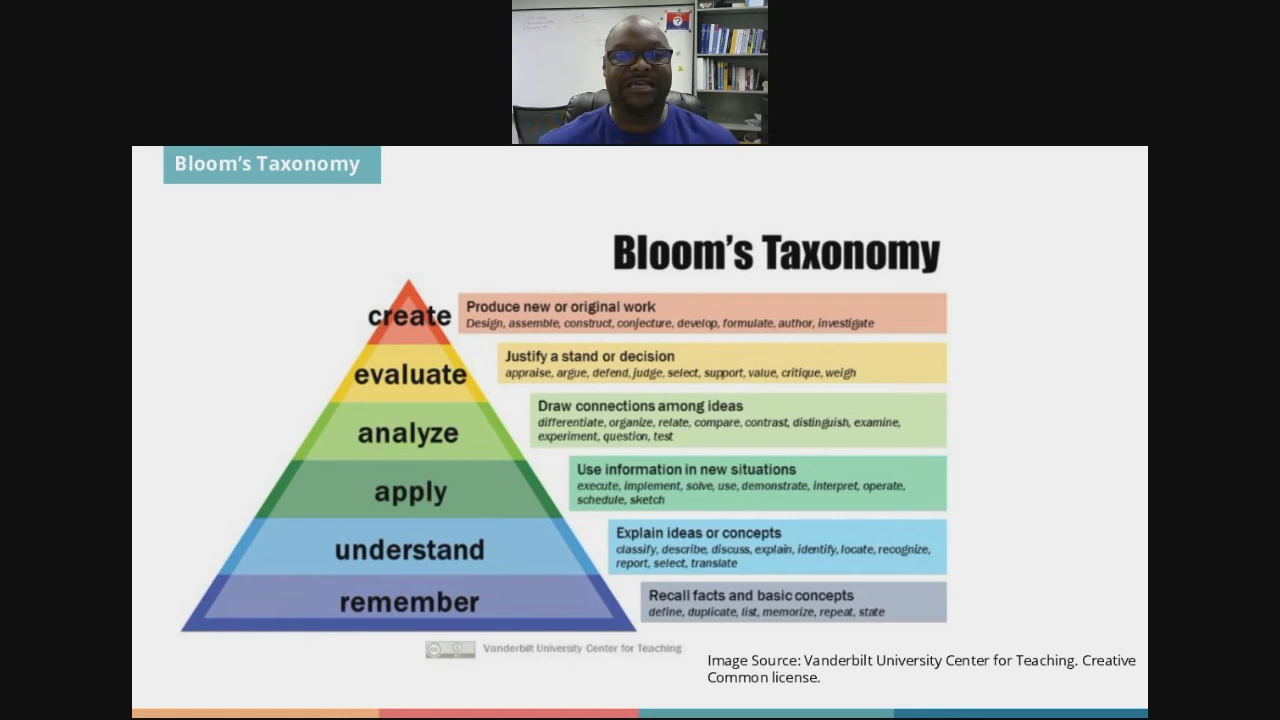 Bloom's Taxonomy
Bloom's Taxonomy
create
Produce new or original work
Design, assemble, construct, conjecture, develop, formulate, author, investigate
evaluate
Justify a stand or decision
appraise, argue, defend, judge, select, support, value, critique, weigh
analyze
Draw connections among ideas
differentiate, organize, relate, compare, contrast, distinguish, examine,
experiment, question, test
apply
Use information in new situations
execute, implement, solve, use, demonstrate, interpret, operate,
schedule, sketch
understand
Explain ideas or concepts
classify, describe, discuss, explain, identify, locate, recognize,
report, select, translate
remember
Recall facts and basic concepts
define, duplicate, list, memorize, repeat, state
cc
Vanderbilt University Center for Teaching
Image Source: Vanderbilt University Center for Teaching. Creative
Common license.